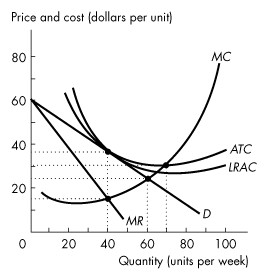 Price and cost (dollars per unit)
MC
80
60
ATC
40
LRAC
20
MR
D
0 20 40 60 80 100
Quantity (units per week)